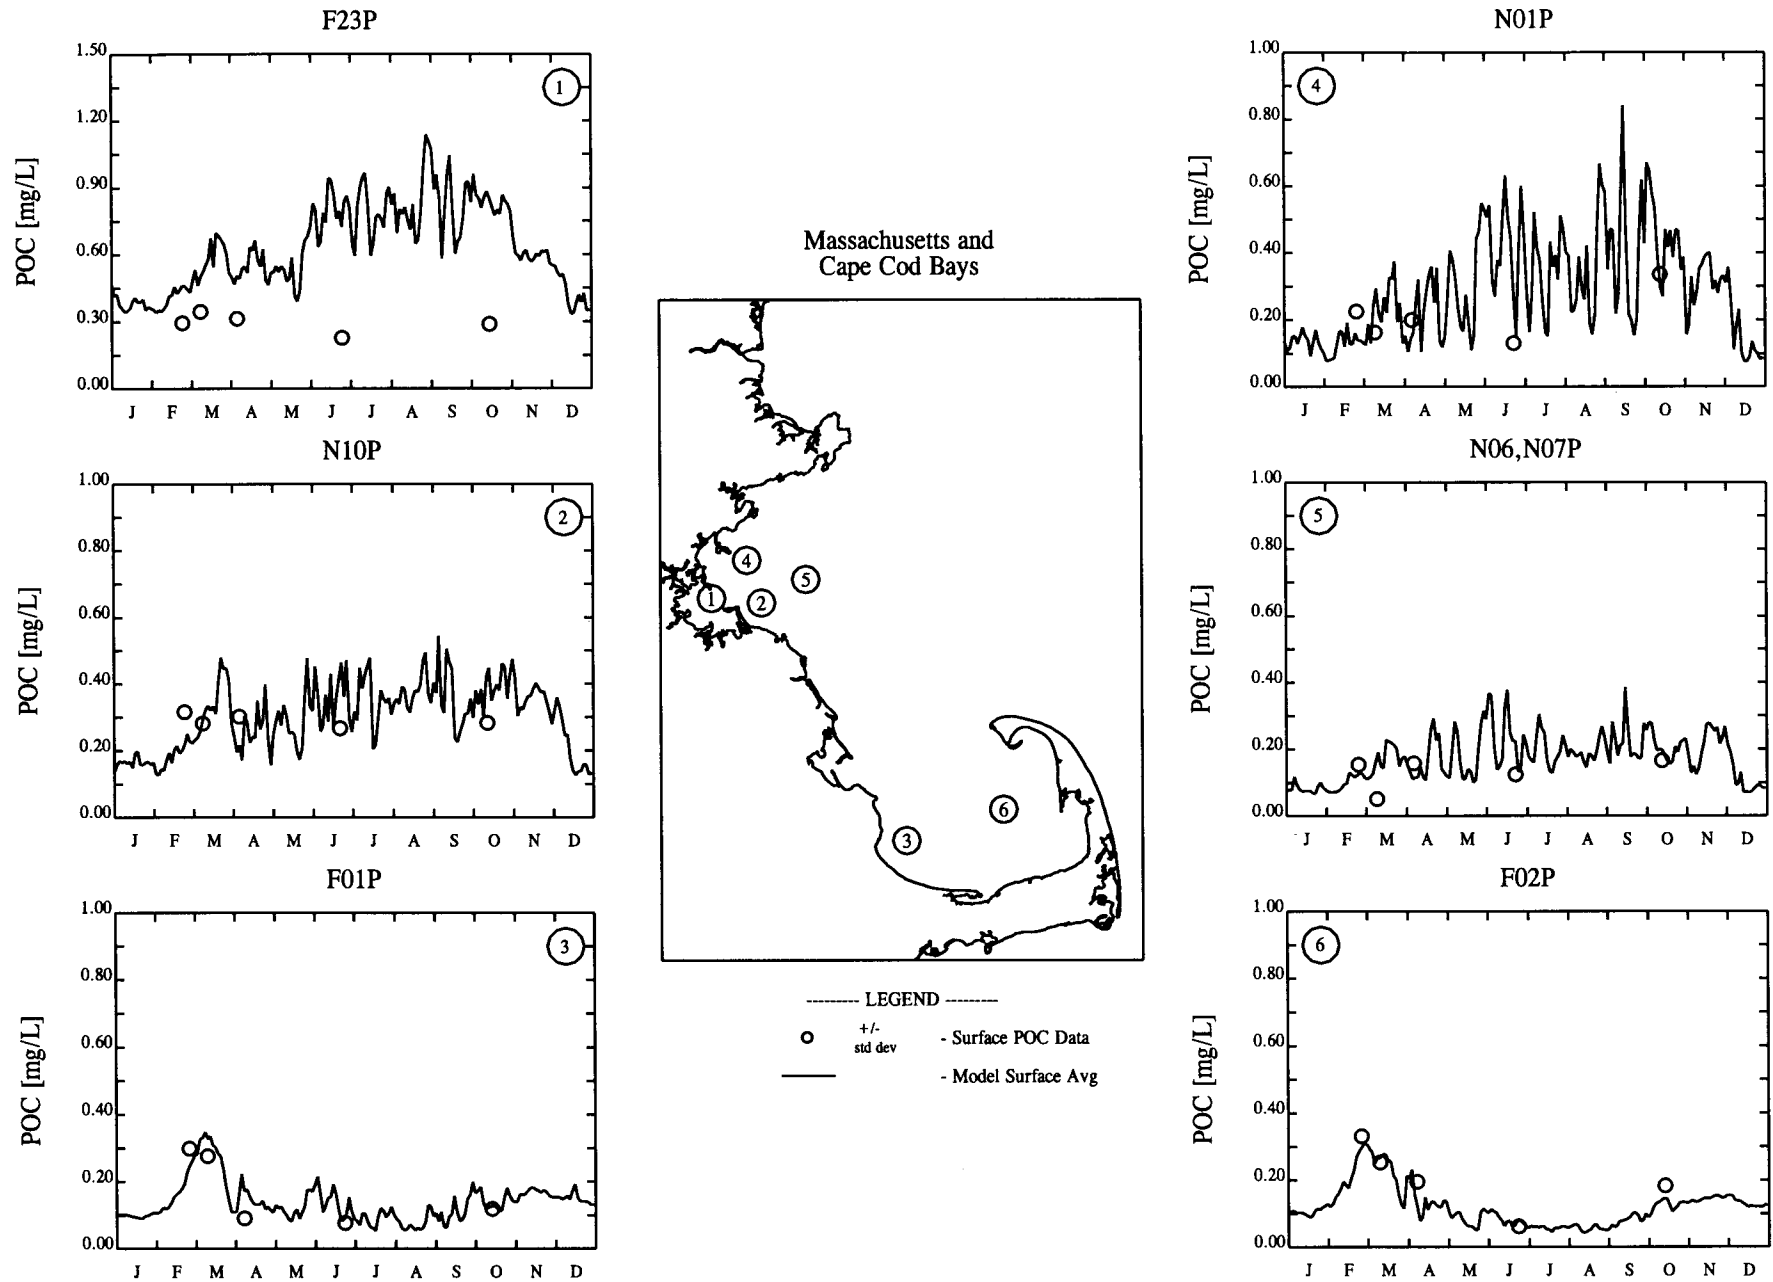 F23P
POC [mg/L]
1.50
1.20
0.90
0.60
0.30
0.00
1
J F M A M J J A S O N D
N10P
POC [mg/L]
1.00
0.80
0.60
0.40
0.20
0.00
2
J F M A M J J A S O N D
F01P
POC [mg/L]
1.00
0.80
0.60
0.40
0.20
0.00
3
J F M A M J J A S O N D
Massachusetts and
Cape Cod Bays
4
5
1
2
6
3
--------- LEGEND ---------
+/-
std dev
- Surface POC Data
- Model Surface Avg
N01P
POC [mg/L]
1.00
0.80
0.60
0.40
0.20
0.00
4
J F M A M J J A S O N D
N06,N07P
POC [mg/L]
1.00
0.80
0.60
0.40
0.20
0.00
5
J F M A M J J A S O N D
F02P
POC [mg/L]
1.00
0.80
0.60
0.40
0.20
0.00
6
J F M A M J J A S O N D